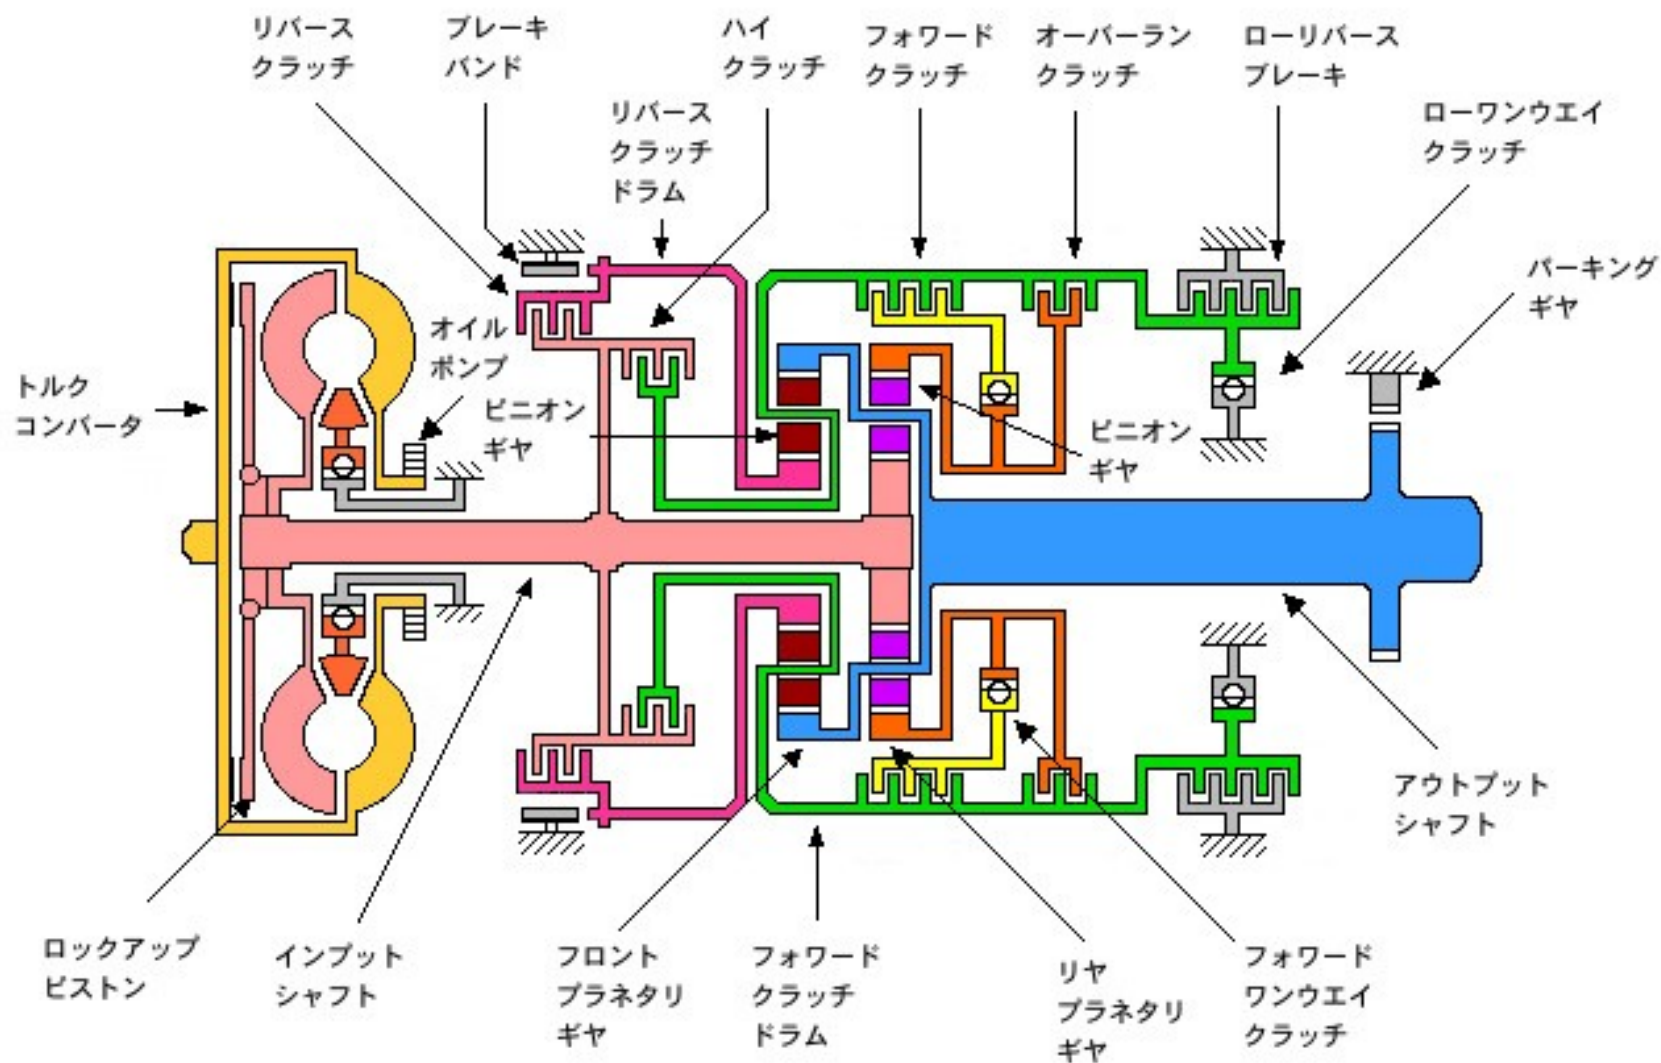 リバース
クラッチ
ブレーキ
バンド
ハイ
クラッチ
フォワード
クラッチ
オーバーラン
クラッチ
ローリバース
ブレーキ
リバース
クラッチ
ドラム
ローワンウエイ
クラッチ
パーキング
ギヤ
オイル
ポンプ
トルク
コンバータ
ピニオン
ギヤ
ピニオン
ギヤ
アウトプット
シャフト
ロックアップ
ピストン
インプット
シャフト
フロント
プラネタリ
ギヤ
フォワード
クラッチ
ドラム
リヤ
プラネタリ
ギヤ
フォワード
ワンウエイ
クラッチ